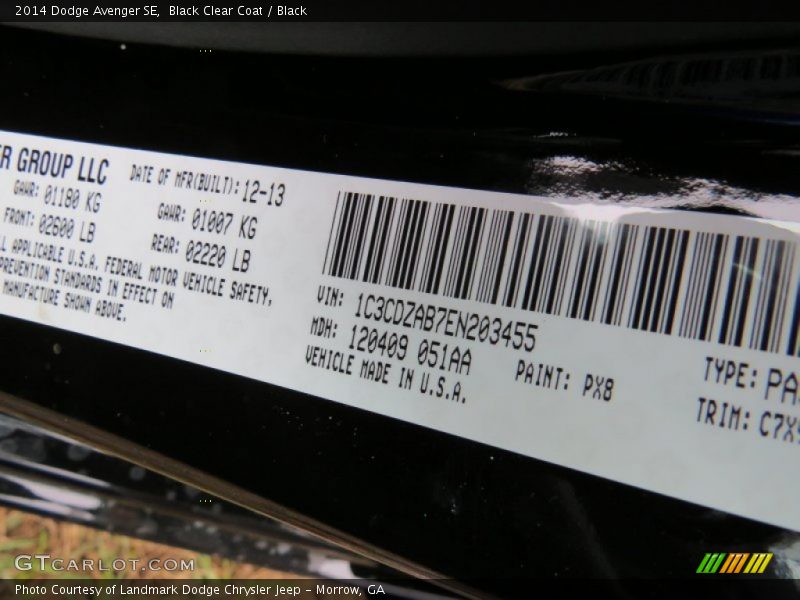 2014 Dodge Avenger SE,  Black Clear Coat / Black
ER GROUP LLC
DATE OF MFR(BUILT): 12-13
GAWR: 01180 KG
GAWR: 01007 KG
FRONT: 02600 LB
REAR: 02220 LB
APPLICABLE U.S.A. FEDERAL MOTOR VEHICLE SAFETY,
PREVENTION STANDARDS IN EFFECT ON
MANUFACTURE SHOWN ABOVE.
VIN: 1C3CDZAB7EN203455
MDH: 120409 051AA
VEHICLE MADE IN U.S.A.
PAINT: PX8
TYPE: PA
TRIM: C7X
GTCARLOT.COM
Photo Courtesy of Landmark Dodge Chrysler Jeep – Morrow, GA